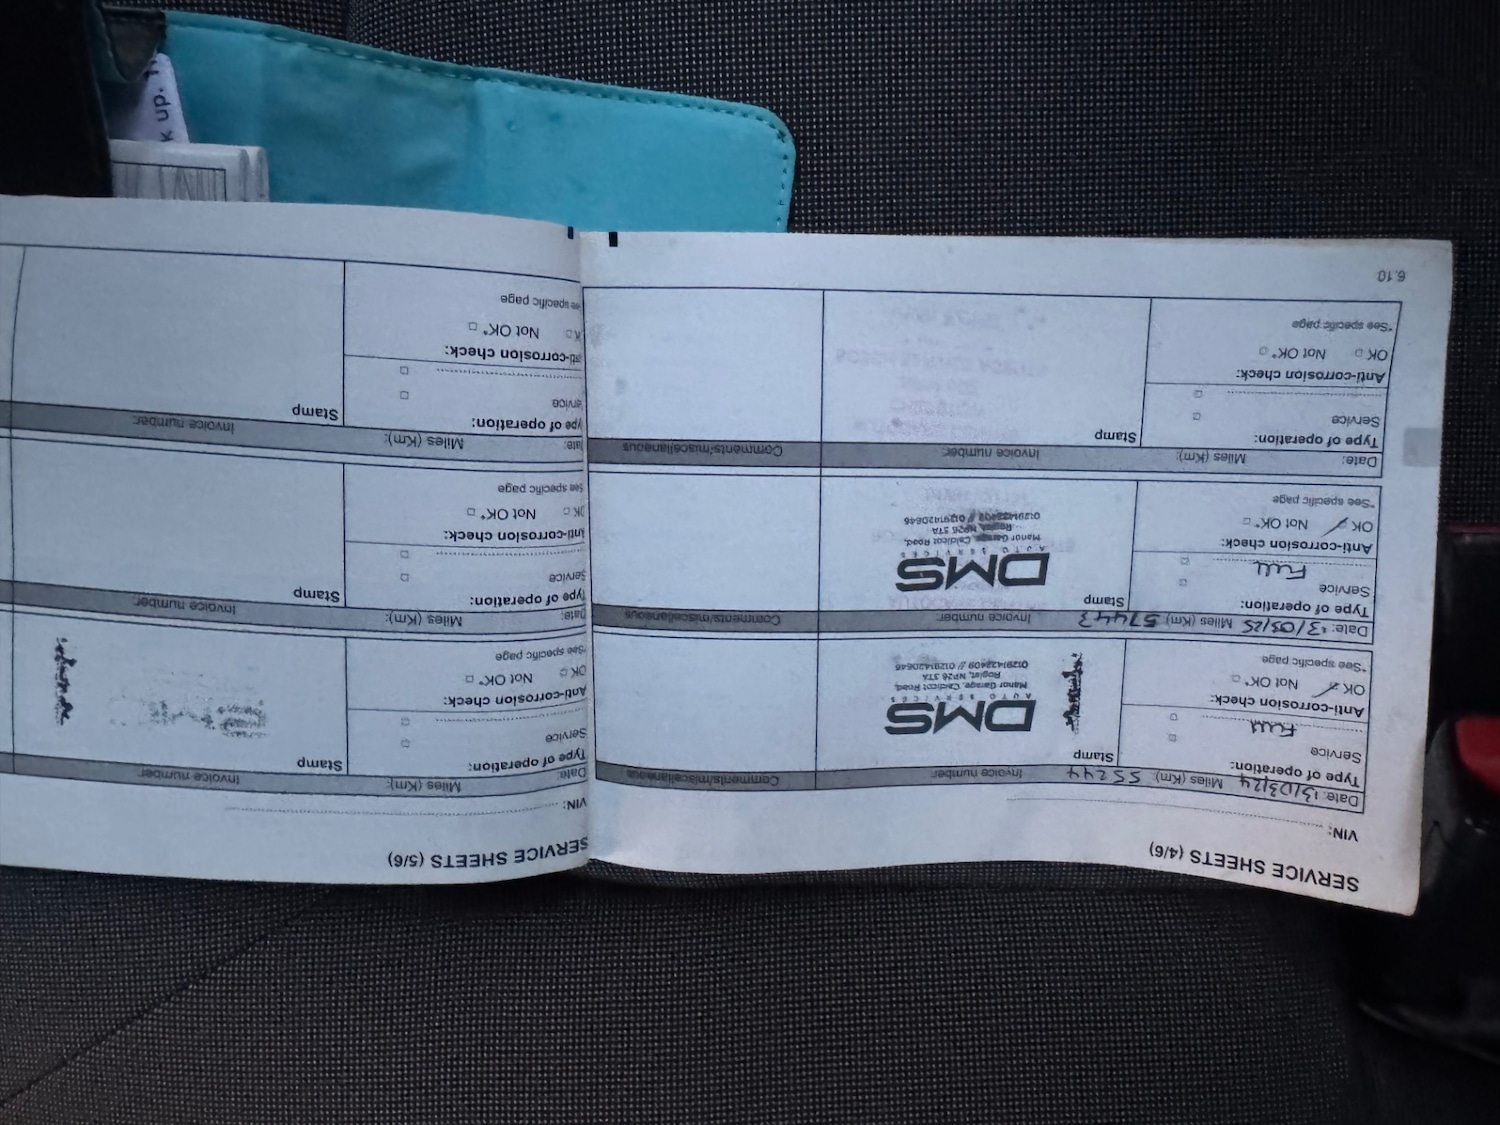 SERVICE SHEETS (4/6)
VIN:
Date: 13/03/24 Miles (Km): 55244 Invoice number Comments/miscellaneous
Type of operation: Stamp
Service
Full
Anti-corrosion check:
OK Not OK*
*See specific page
DMS
AUTO SERVICES
Manor Garage, Caldicot Road,
Rogiet, NP26 3TA
01291422409 // 01291420646
Date: 13/03/25 Miles (Km): 57443 Invoice number Comments/miscellaneous
Type of operation: Stamp
Service
Full
Anti-corrosion check:
OK Not OK*
*See specific page
DMS
AUTO SERVICES
Manor Garage, Caldicot Road,
Rogiet, NP26 3TA
01291422409 // 01291420646
Date: Miles (Km): Invoice number Comments/miscellaneous
Type of operation: Stamp
Service
Anti-corrosion check:
OK Not OK*
*See specific page
6.10
SERVICE SHEETS (5/6)
VIN:
Date: Miles (Km): Invoice number
Type of operation: Stamp
Service
Anti-corrosion check:
OK Not OK*
*See specific page
Date: Miles (Km): Invoice number
Type of operation: Stamp
Service
Anti-corrosion check:
OK Not OK*
See specific page
Date: Miles (Km): Invoice number
Type of operation: Stamp
Service
Anti-corrosion check:
OK Not OK*
See specific page
up.